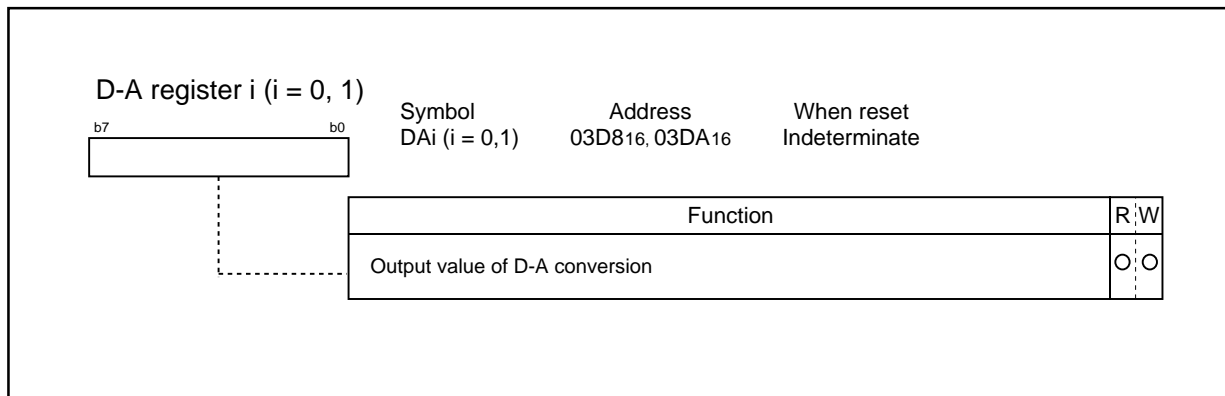 D-A register i (i = 0, 1)
b7 b0
Symbol Address When reset
DAi (i = 0,1) 03D816, 03DA16 Indeterminate
Function R W
Output value of D-A conversion O O